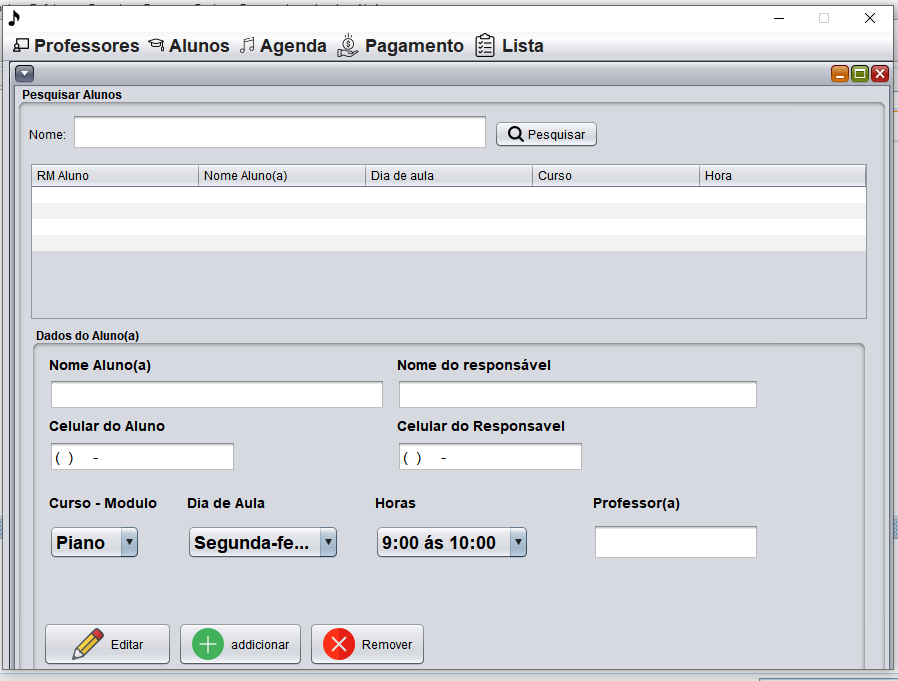 Professores Alunos Agenda Pagamento Lista
Pesquisar Alunos
Nome: Pesquisar
RM Aluno Nome Aluno(a) Dia de aula Curso Hora
Dados do Aluno(a)
Nome Aluno(a) Nome do responsável
Celular do Aluno Celular do Responsavel
( ) - ( ) -
Curso - Modulo Dia de Aula Horas Professor(a)
Piano Segunda-fe... 9:00 ás 10:00
Editar addicionar Remover